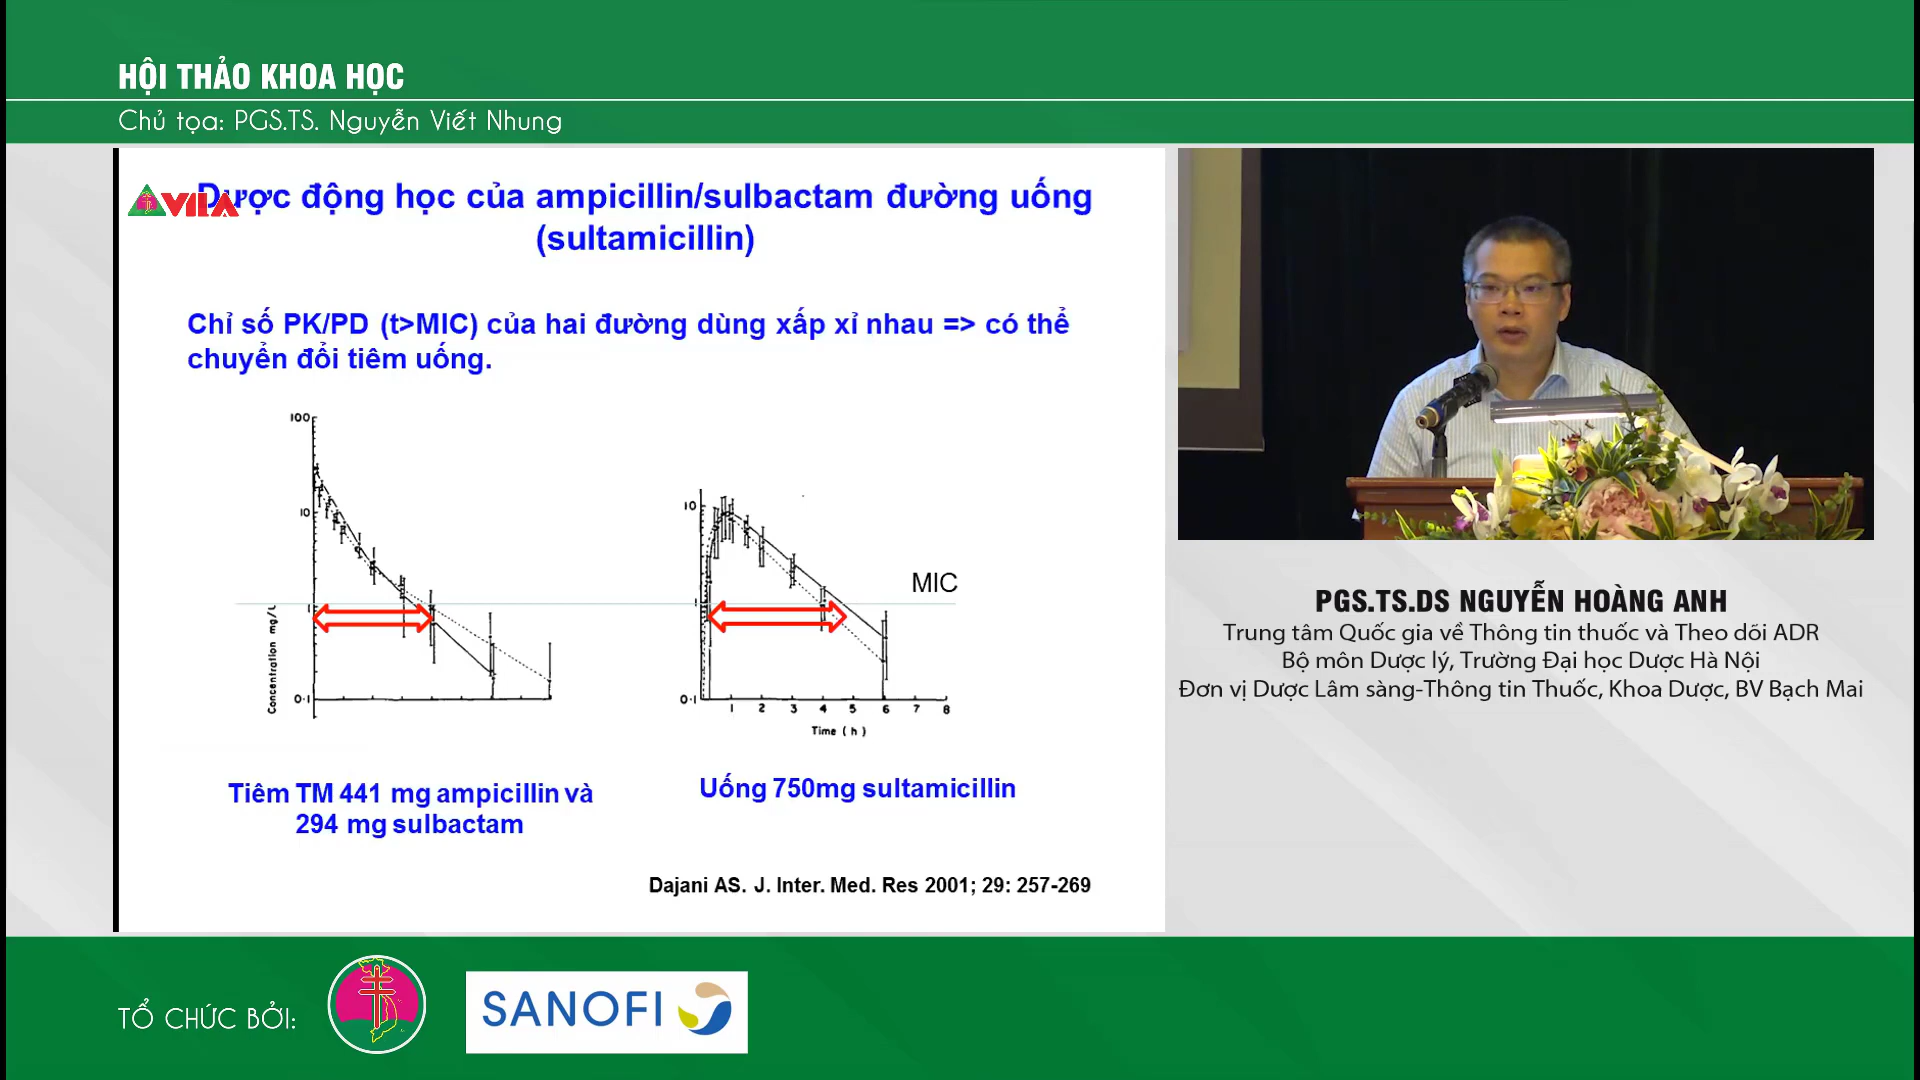 HỘI THẢO KHOA HỌC
Chủ tọa: PGS.TS. Nguyễn Viết Nhung
VILA
Dược động học của ampicillin/sulbactam đường uống
(sultamicillin)
Chỉ số PK/PD (t>MIC) của hai đường dùng xấp xỉ nhau => có thể
chuyển đổi tiêm uống.
100
10
1
0·1
Concentration mg/L
10
1
0·1
MIC
1 2 3 4 5 6 7 8
Time (h)
Tiêm TM 441 mg ampicillin và
294 mg sulbactam
Uống 750mg sultamicillin
Dajani AS. J. Inter. Med. Res 2001; 29: 257-269
PGS.TS.DS NGUYỄN HOÀNG ANH
Trung tâm Quốc gia về Thông tin thuốc và Theo dõi ADR
Bộ môn Dược lý, Trường Đại học Dược Hà Nội
Đơn vị Dược Lâm sàng-Thông tin Thuốc, Khoa Dược, BV Bạch Mai
TỔ CHỨC BỞI:
SANOFI